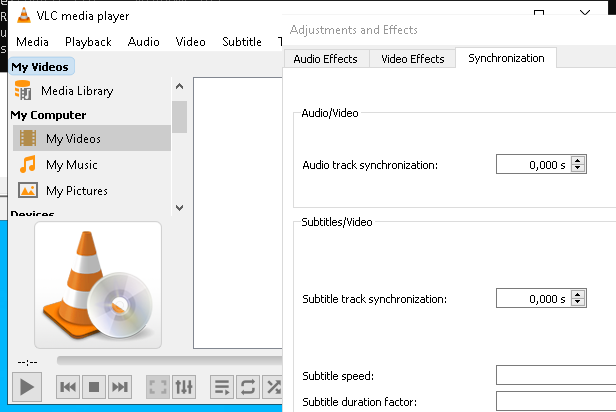 VLC media player
Media Playback Audio Video Subtitle
My Videos
Media Library
My Computer
My Videos
My Music
My Pictures
Devices
--:--
Adjustments and Effects
Audio Effects Video Effects Synchronization
Audio/Video
Audio track synchronization: 0,000 s
Subtitles/Video
Subtitle track synchronization: 0,000 s
Subtitle speed:
Subtitle duration factor: